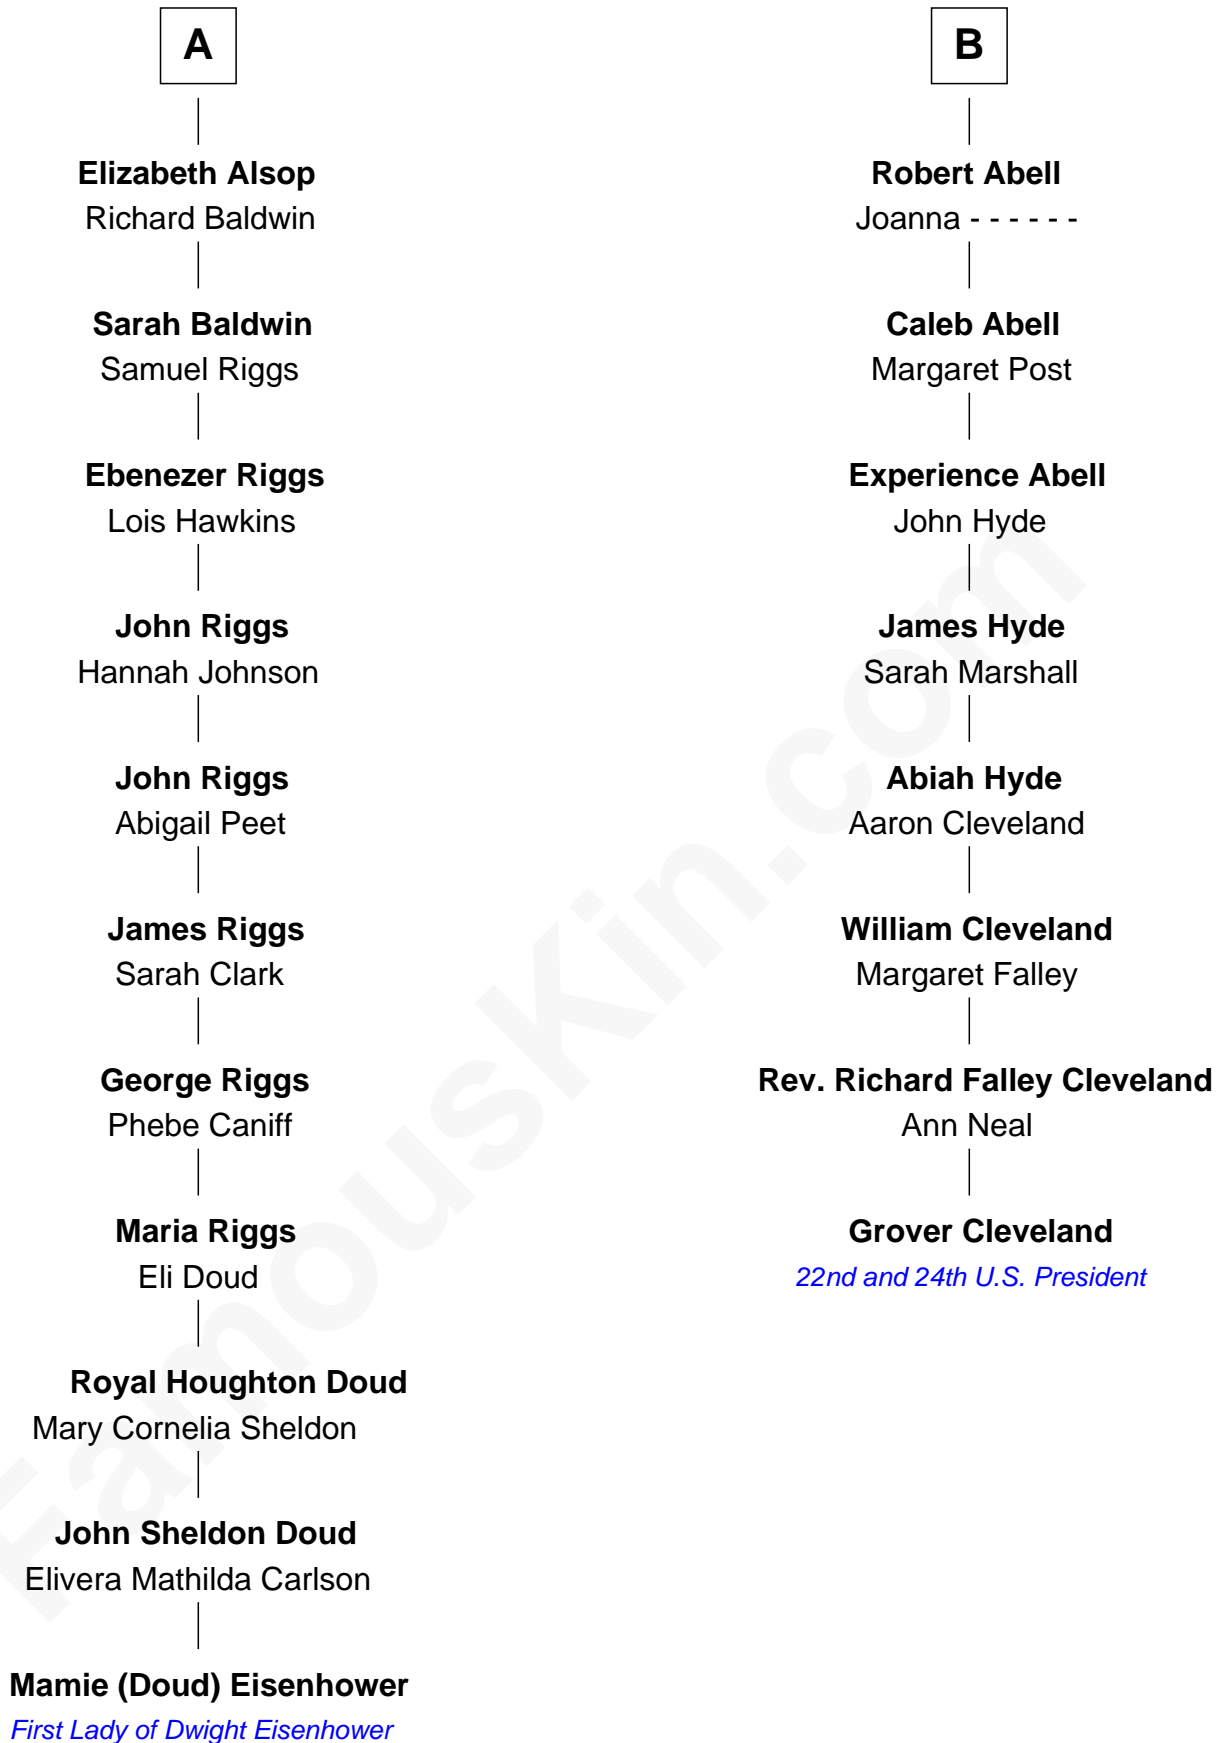 A
Elizabeth Alsop
Richard Baldwin
Sarah Baldwin
Samuel Riggs
Ebenezer Riggs
Lois Hawkins
John Riggs
Hannah Johnson
John Riggs
Abigail Peet
James Riggs
Sarah Clark
George Riggs
Phebe Caniff
Maria Riggs
Eli Doud
Royal Houghton Doud
Mary Cornelia Sheldon
John Sheldon Doud
Elivera Mathilda Carlson
Mamie (Doud) Eisenhower
First Lady of Dwight Eisenhower
B
Robert Abell
Joanna - - - - - -
Caleb Abell
Margaret Post
Experience Abell
John Hyde
James Hyde
Sarah Marshall
Abiah Hyde
Aaron Cleveland
William Cleveland
Margaret Falley
Rev. Richard Falley Cleveland
Ann Neal
Grover Cleveland
22nd and 24th U.S. President
FamousKin.com